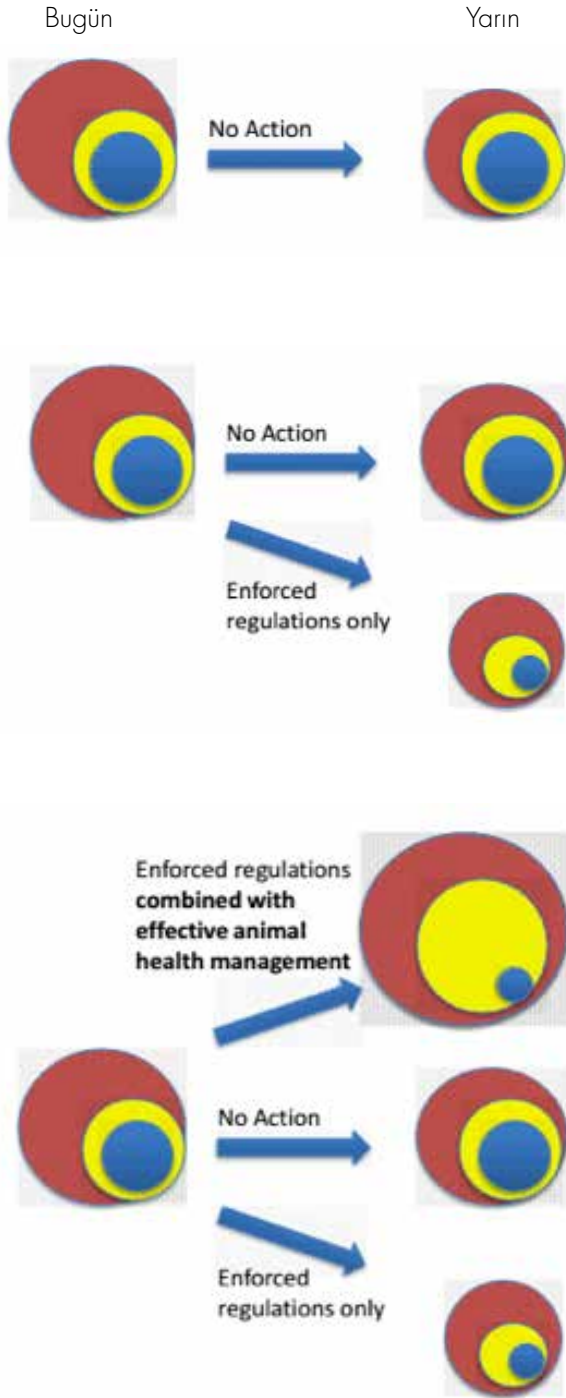 Bugün Yarın
No Action
No Action
Enforced
regulations only
Enforced regulations
combined with
effective animal
health management
No Action
Enforced
regulations only